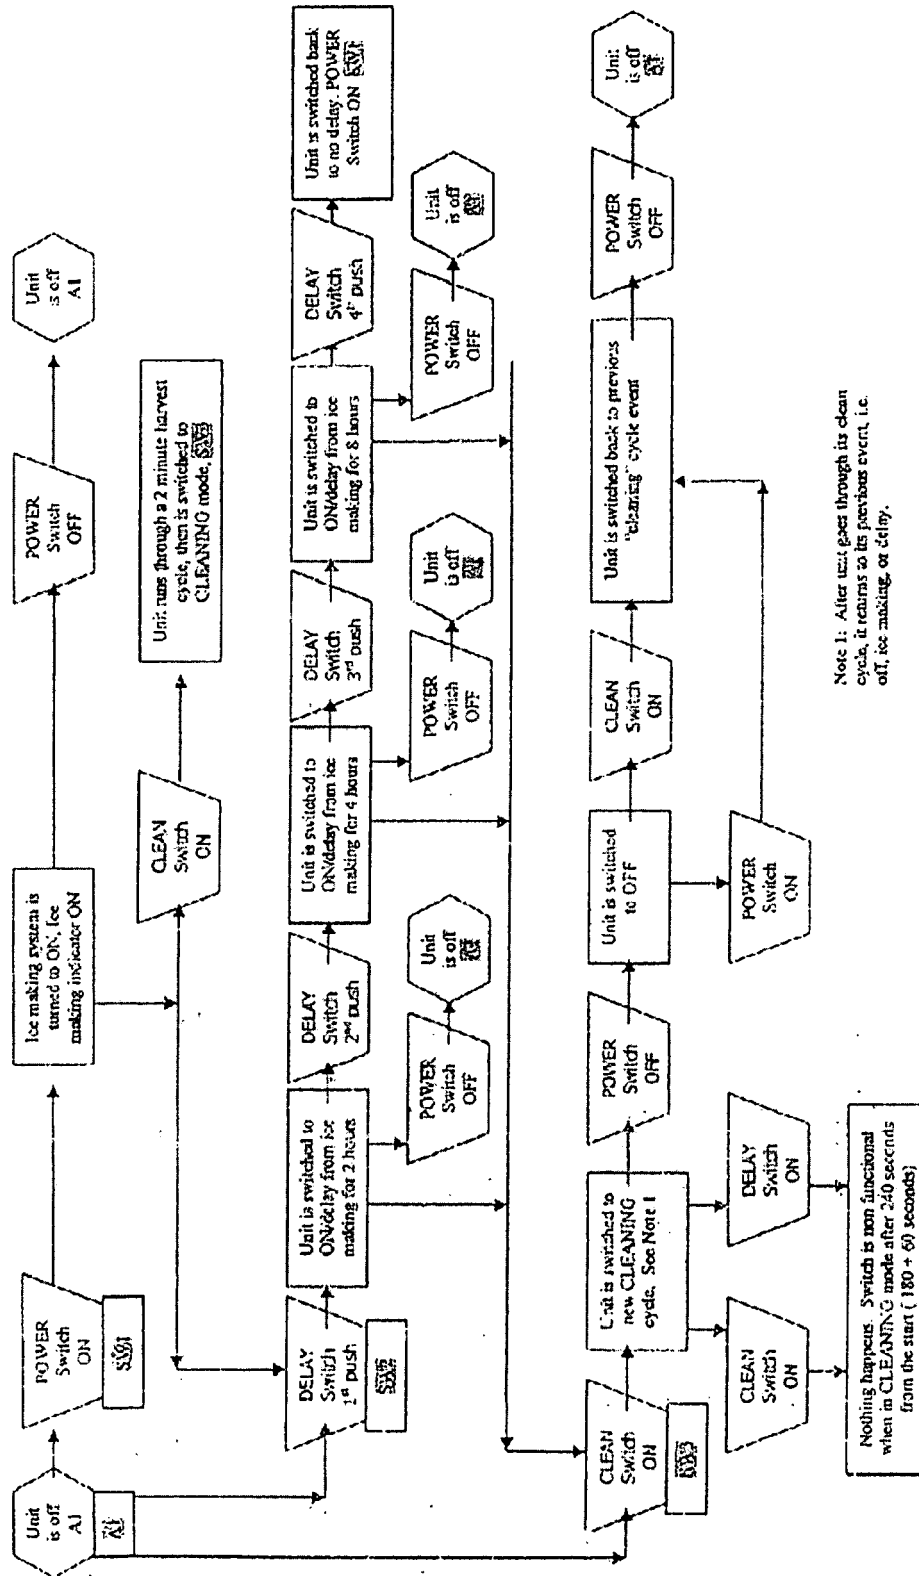 Unit
is off
A1
POWER
Switch
ON
Ice making system is
turned to ON, Ice
making indicator ON
POWER
Switch
OFF
Unit
is off
A1
CLEAN
Switch
ON
Unit runs through a 2 minute harvest
cycle, then is switched to
CLEANING mode,
DELAY
Switch
1st push
Unit is switched to
ON/delay from ice
making for 2 hours
DELAY
Switch
2nd push
Unit is switched to
ON/delay from ice
making for 4 hours
DELAY
Switch
3rd push
Unit is switched to
ON/delay from ice
making for 8 hours
DELAY
Switch
4th push
Unit is switched back
to no delay. POWER
Switch ON
POWER
Switch
OFF
Unit
is off
POWER
Switch
OFF
Unit
is off
POWER
Switch
OFF
Unit
is off
CLEAN
Switch
ON
Unit is switched to
new CLEANING
cycle. See Note 1
POWER
Switch
OFF
Unit is switched
to OFF
CLEAN
Switch
ON
Unit is switched back to previous
"cleaning" cycle event
POWER
Switch
OFF
Unit
is off
CLEAN
Switch
ON
DELAY
Switch
ON
POWER
Switch
ON
Nothing happens. Switch is non functional
when in CLEANING mode after 240 seconds
from the start ( 180 + 60 seconds)
Note 1: After unit goes through its clean
cycle, it returns to its previous event, i.e.
off, ice making, or delay.